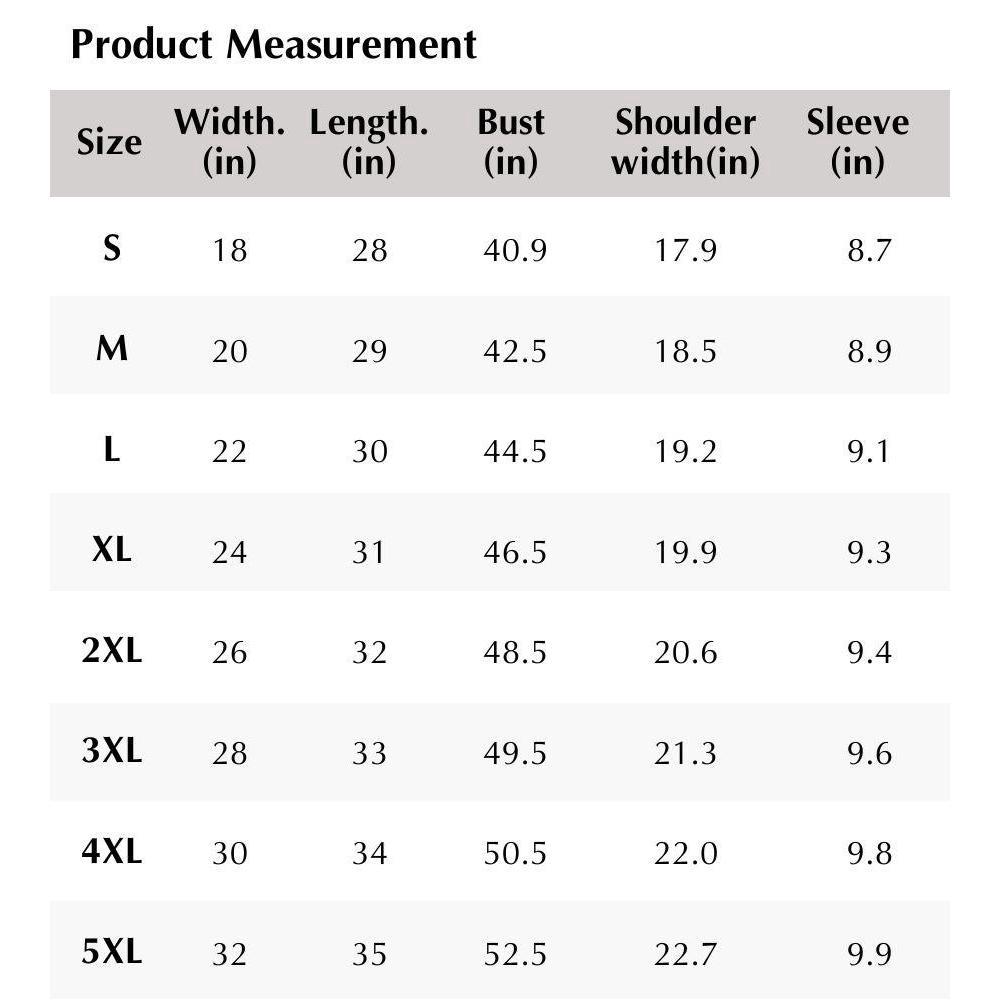 Product Measurement
Size Width. (in) Length. (in) Bust (in) Shoulder width(in) Sleeve (in)
S 18 28 40.9 17.9 8.7
M 20 29 42.5 18.5 8.9
L 22 30 44.5 19.2 9.1
XL 24 31 46.5 19.9 9.3
2XL 26 32 48.5 20.6 9.4
3XL 28 33 49.5 21.3 9.6
4XL 30 34 50.5 22.0 9.8
5XL 32 35 52.5 22.7 9.9